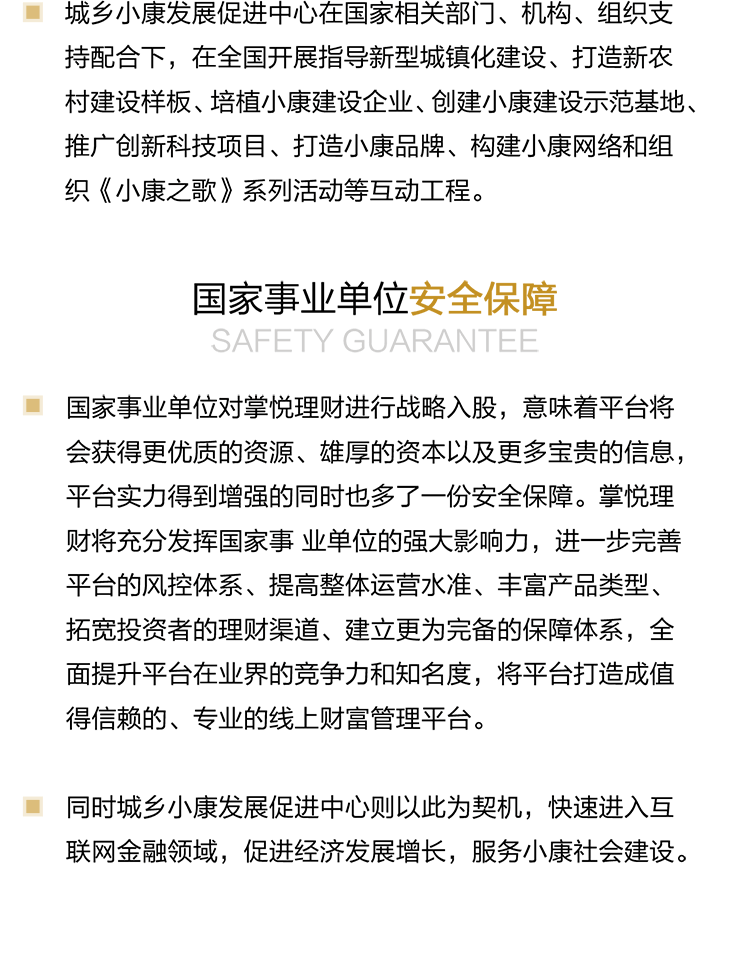 城乡小康发展促进中心在国家相关部门、机构、组织支
持配合下，在全国开展指导新型城镇化建设、打造新农
村建设样板、培植小康建设企业、创建小康建设示范基地、
推广创新科技项目、打造小康品牌、构建小康网络和组
织《小康之歌》系列活动等互动工程。
国家事业单位安全保障
SAFETY GUARANTEE
国家事业单位对掌悦理财进行战略入股，意味着平台将
会获得更优质的资源、雄厚的资本以及更多宝贵的信息，
平台实力得到增强的同时也多了一份安全保障。掌悦理
财将充分发挥国家事 业单位的强大影响力，进一步完善
平台的风控体系、提高整体运营水准、丰富产品类型、
拓宽投资者的理财渠道、建立更为完备的保障体系，全
面提升平台在业界的竞争力和知名度，将平台打造成值
得信赖的、专业的线上财富管理平台。
同时城乡小康发展促进中心则以此为契机，快速进入互
联网金融领域，促进经济发展增长，服务小康社会建设。